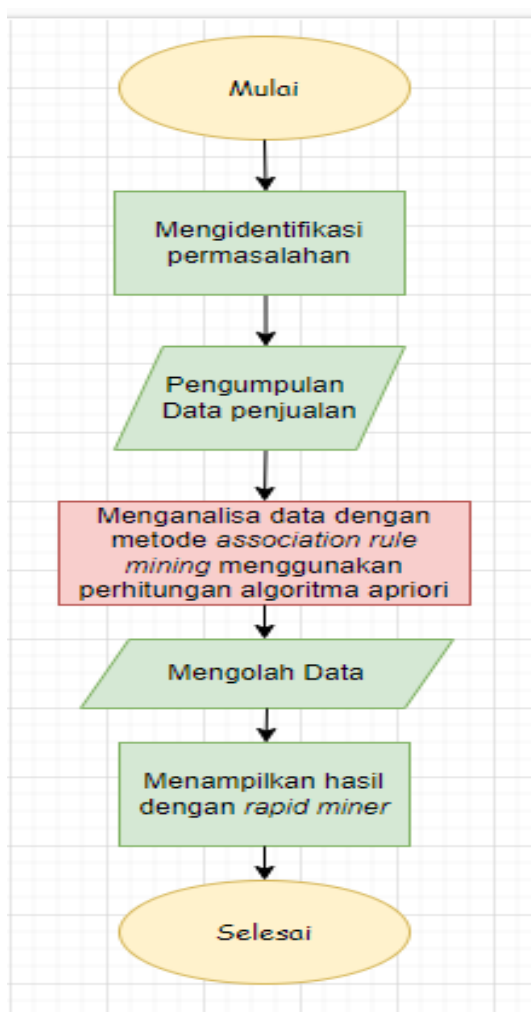 Mulai
Mengidentifikasi
permasalahan
Pengumpulan
Data penjualan
Menganalisa data dengan
metode association rule
mining menggunakan
perhitungan algoritma apriori
Mengolah Data
Menampilkan hasil
dengan rapid miner
Selesai